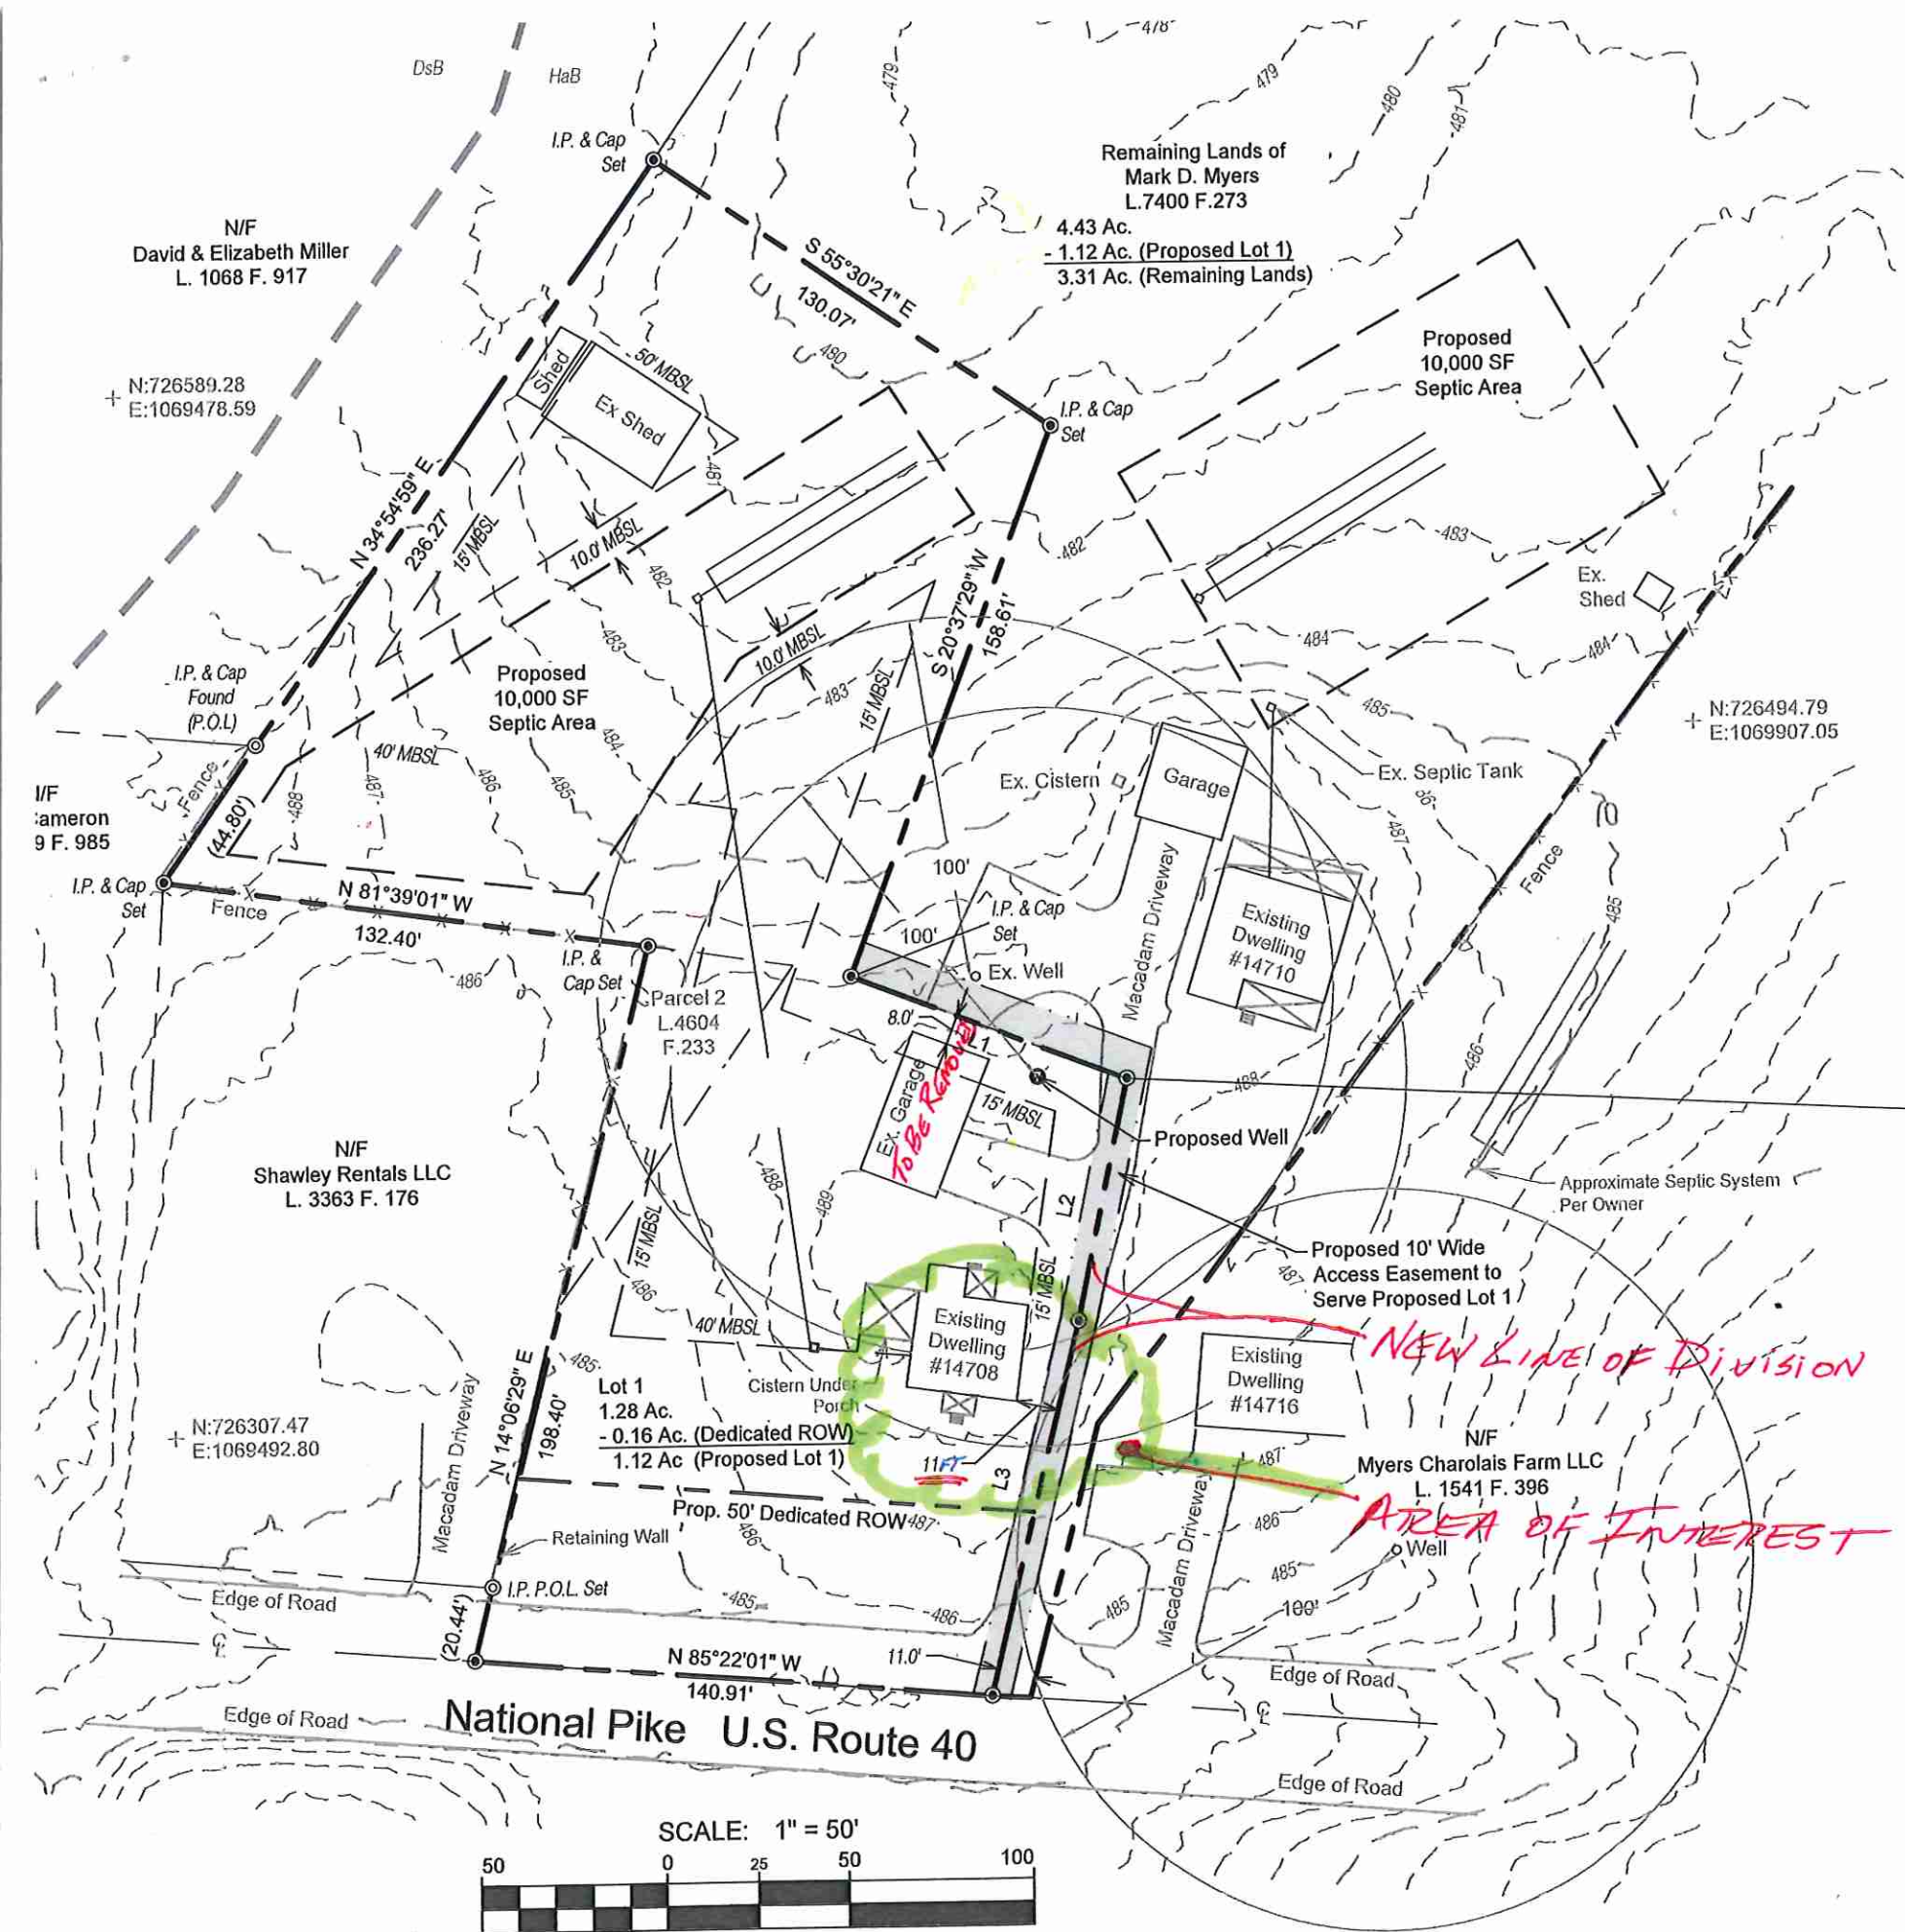 478
DsB
HaB
479
479
480
481
I.P. & Cap
Set
Remaining Lands of
Mark D. Myers
L.7400 F.273
4.43 Ac.
- 1.12 Ac. (Proposed Lot 1)
3.31 Ac. (Remaining Lands)
N/F
David & Elizabeth Miller
L. 1068 F. 917
S 55°30'21" E
130.07'
480
Proposed
10,000 SF
Septic Area
N:726589.28
E:1069478.59
Shed
Ex Shed
50' MBSL
481
I.P. & Cap
Set
N 34°54'59" E
236.27'
15' MBSL
10.0' MBSL
482
482
483
Ex.
Shed
S 20°37'29" W
158.61'
483
10.0' MBSL
484
484
I.P. & Cap
Found
(P.O.L)
Proposed
10,000 SF
Septic Area
483
15' MBSL
485
N:726494.79
E:1069907.05
484
40' MBSL
Fence
488
487
486
485
Ex. Cistern
Garage
Ex. Septic Tank
487
/F
ameron
9 F. 985
(44.80')
100'
Fence
I.P. & Cap
Set
Fence
N 81°39'01" W
132.40'
I.P. & Cap
Set
100'
Macadam Driveway
Existing
Dwelling
#14710
485
I.P. &
Cap Set
486
Ex. Well
Parcel 2
L.4604
F.233
8.0'
L1
486
Ex. Garage
TO BE REMOVED
15' MBSL
488
Proposed Well
N/F
Shawley Rentals LLC
L. 3363 F. 176
488
489
L2
Approximate Septic System
Per Owner
15' MBSL
15' MBSL
Proposed 10' Wide
Access Easement to
Serve Proposed Lot 1
487
486
40' MBSL
Existing
Dwelling
#14708
Existing
Dwelling
#14716
NEW LINE OF DIVISION
485
Lot 1
1.28 Ac.
- 0.16 Ac. (Dedicated ROW)
1.12 Ac (Proposed Lot 1)
Cistern Under
Porch
N:726307.47
E:1069492.80
Macadam Driveway
N 14°06'29" E
198.40'
11FT
L3
487
N/F
Myers Charolais Farm LLC
L. 1541 F. 396
AREA OF INTEREST
Prop. 50' Dedicated ROW
487
486
486
Well
Retaining Wall
Macadam Driveway
485
I.P. P.O.L. Set
Edge of Road
485
486
485
100'
(20.44')
N 85°22'01" W
140.91'
11.0'
Edge of Road
Edge of Road
National Pike U.S. Route 40
Edge of Road
SCALE: 1" = 50'
50 0 25 50 100